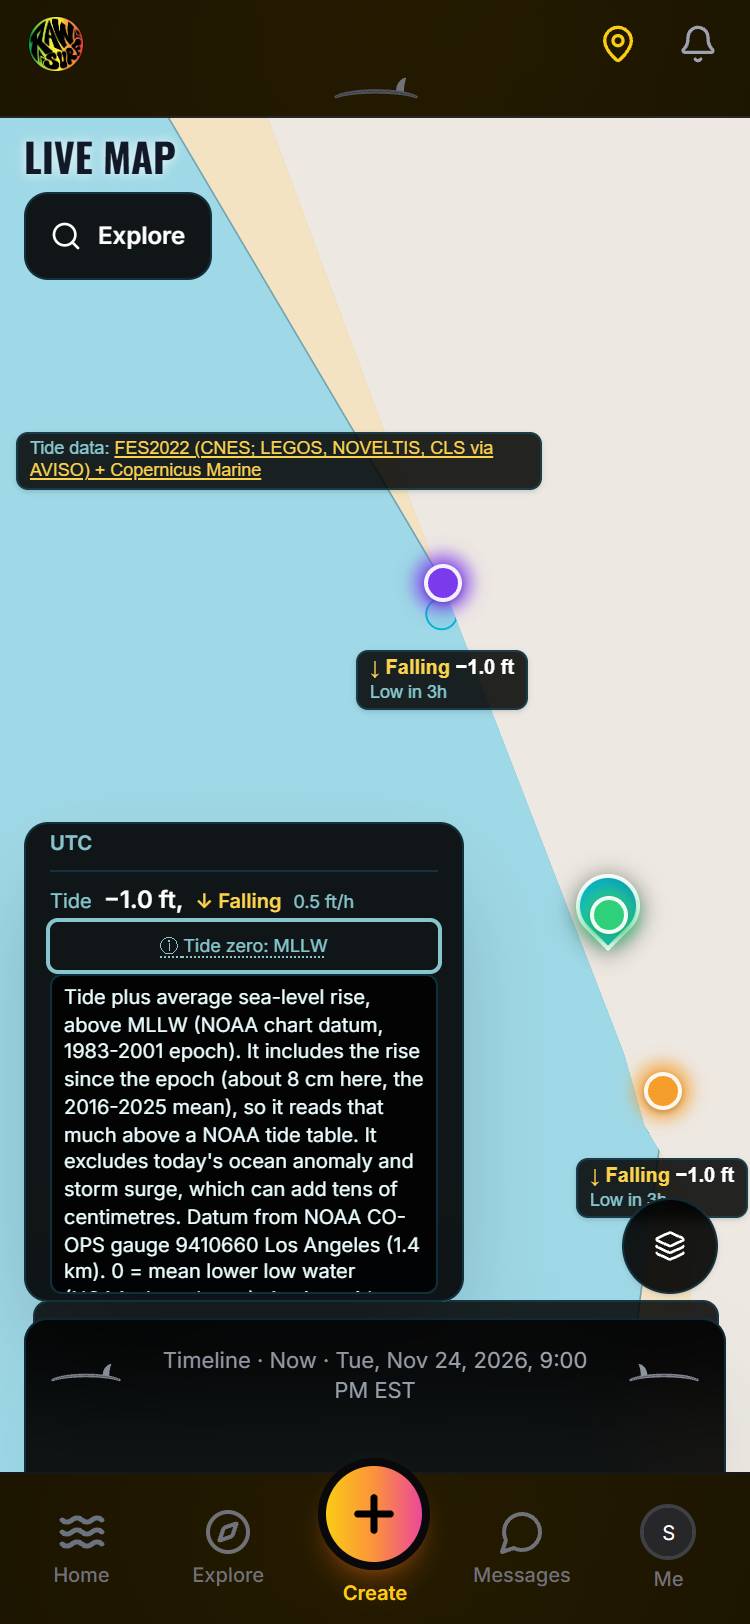 LIVE MAP
Explore
Tide data: FES2022 (CNES; LEGOS, NOVELTIS, CLS via
AVISO) + Copernicus Marine
↓ Falling −1.0 ft
Low in 3h
UTC
Tide −1.0 ft, ↓ Falling 0.5 ft/h
ⓘ Tide zero: MLLW
Tide plus average sea-level rise,
above MLLW (NOAA chart datum,
1983-2001 epoch). It includes the rise
since the epoch (about 8 cm here, the
2016-2025 mean), so it reads that
much above a NOAA tide table. It
excludes today's ocean anomaly and
storm surge, which can add tens of
centimetres. Datum from NOAA CO-
OPS gauge 9410660 Los Angeles (1.4
km). 0 = mean lower low water
↓ Falling −1.0 ft
Low in 3h
Timeline · Now · Tue, Nov 24, 2026, 9:00
PM EST
Home
Explore
Create
Messages
S
Me